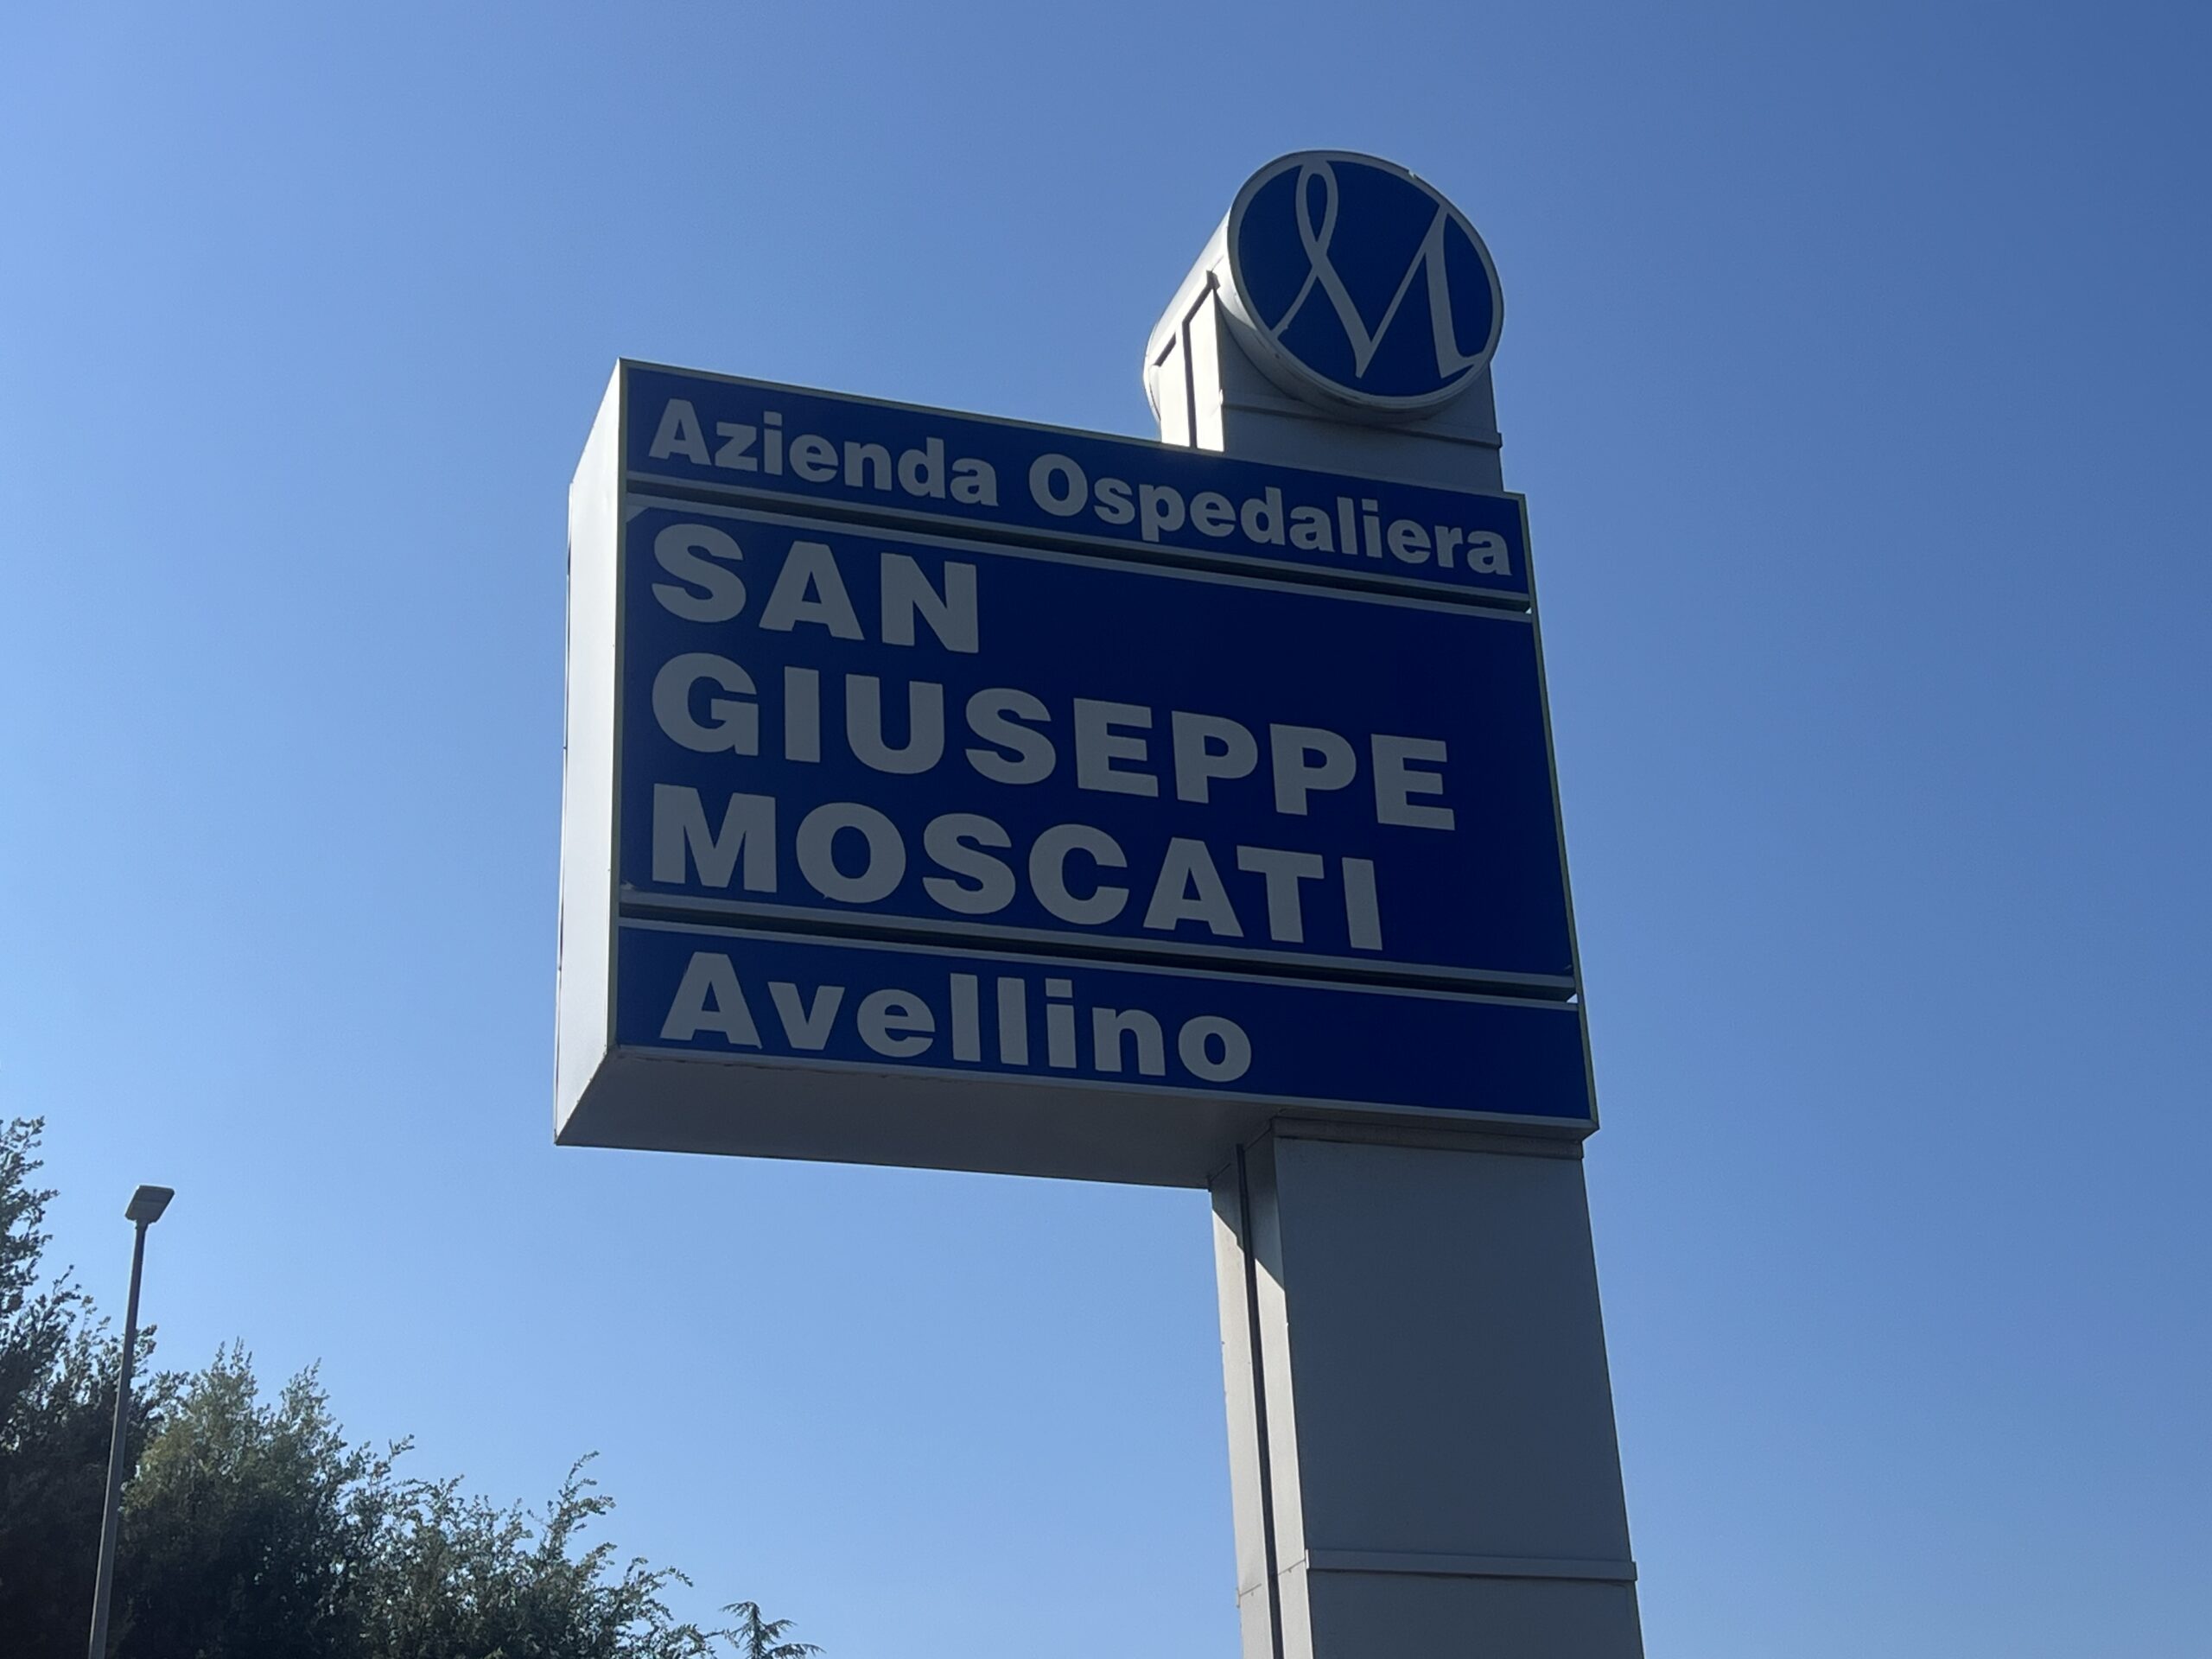 M
Azienda Ospedaliera
SAN
GIUSEPPE
MOSCATI
Avellino